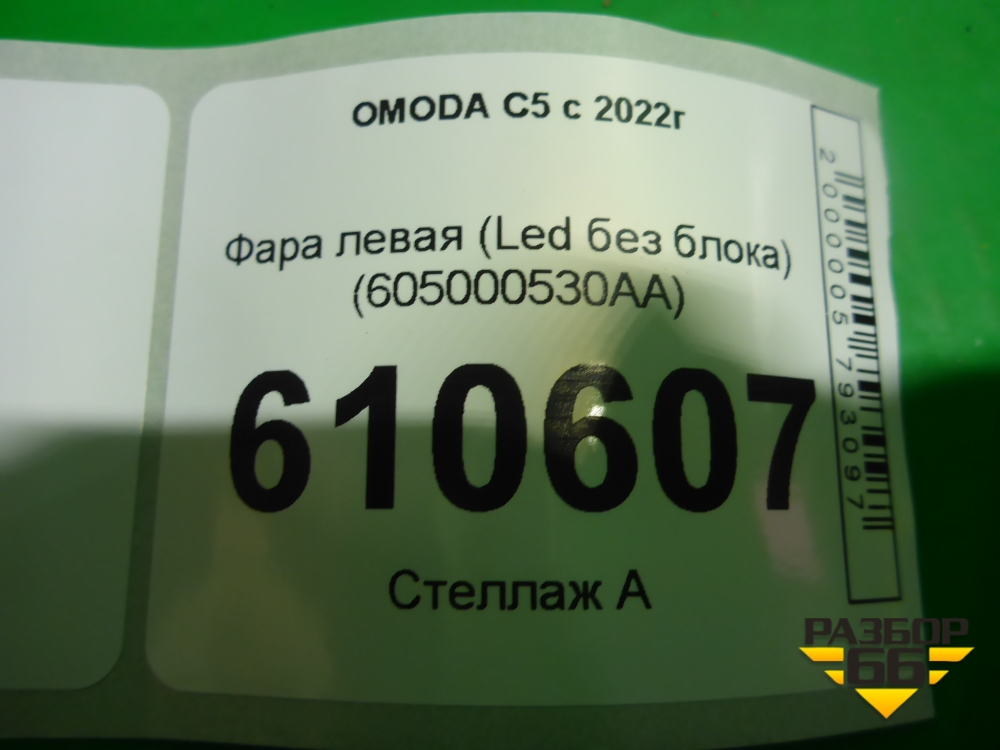 OMODA C5 с 2022г
Фара левая (Led без блока)
(605000530AA)
610607
Стеллаж А
2000005793097
РАЗБОР
66